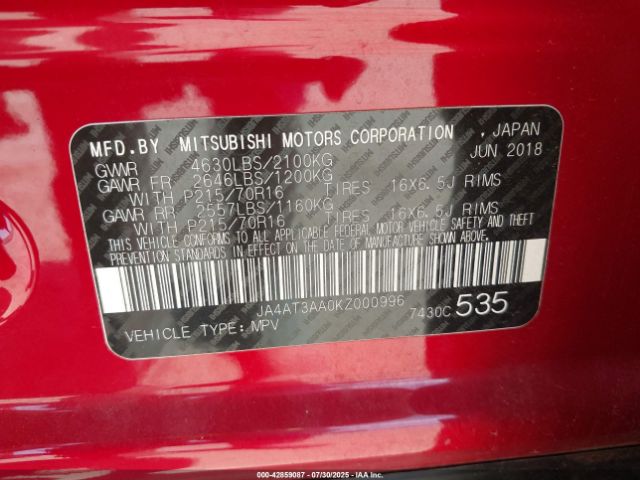 MFD.BY MITSUBISHI MOTORS CORPORATION , JAPAN
GVWR 4630LBS/2100KG JUN 2018
GAWR FR 2646LBS/1200KG
WITH P215/70R16 TIRES 16X6.5J RIMS
GAWR RR 2557LBS/1160KG
WITH P215/70R16 TIRES 16X6.5J RIMS
THIS VEHICLE CONFORMS TO ALL APPLICABLE FEDERAL MOTOR VEHICLE SAFETY AND THEFT
PREVENTION STANDARDS IN EFFECT ON THE DATE OF MANUFACTURE SHOWN ABOVE.
JA4AT3AA0KZ000996 7430C 535
VEHICLE TYPE: MPV
© 000-42859087 | 07/30/2025 - IAA Inc.